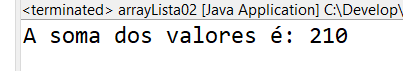 <terminated> arrayLista02 [Java Application] C:\Develop\
A soma dos valores é: 210